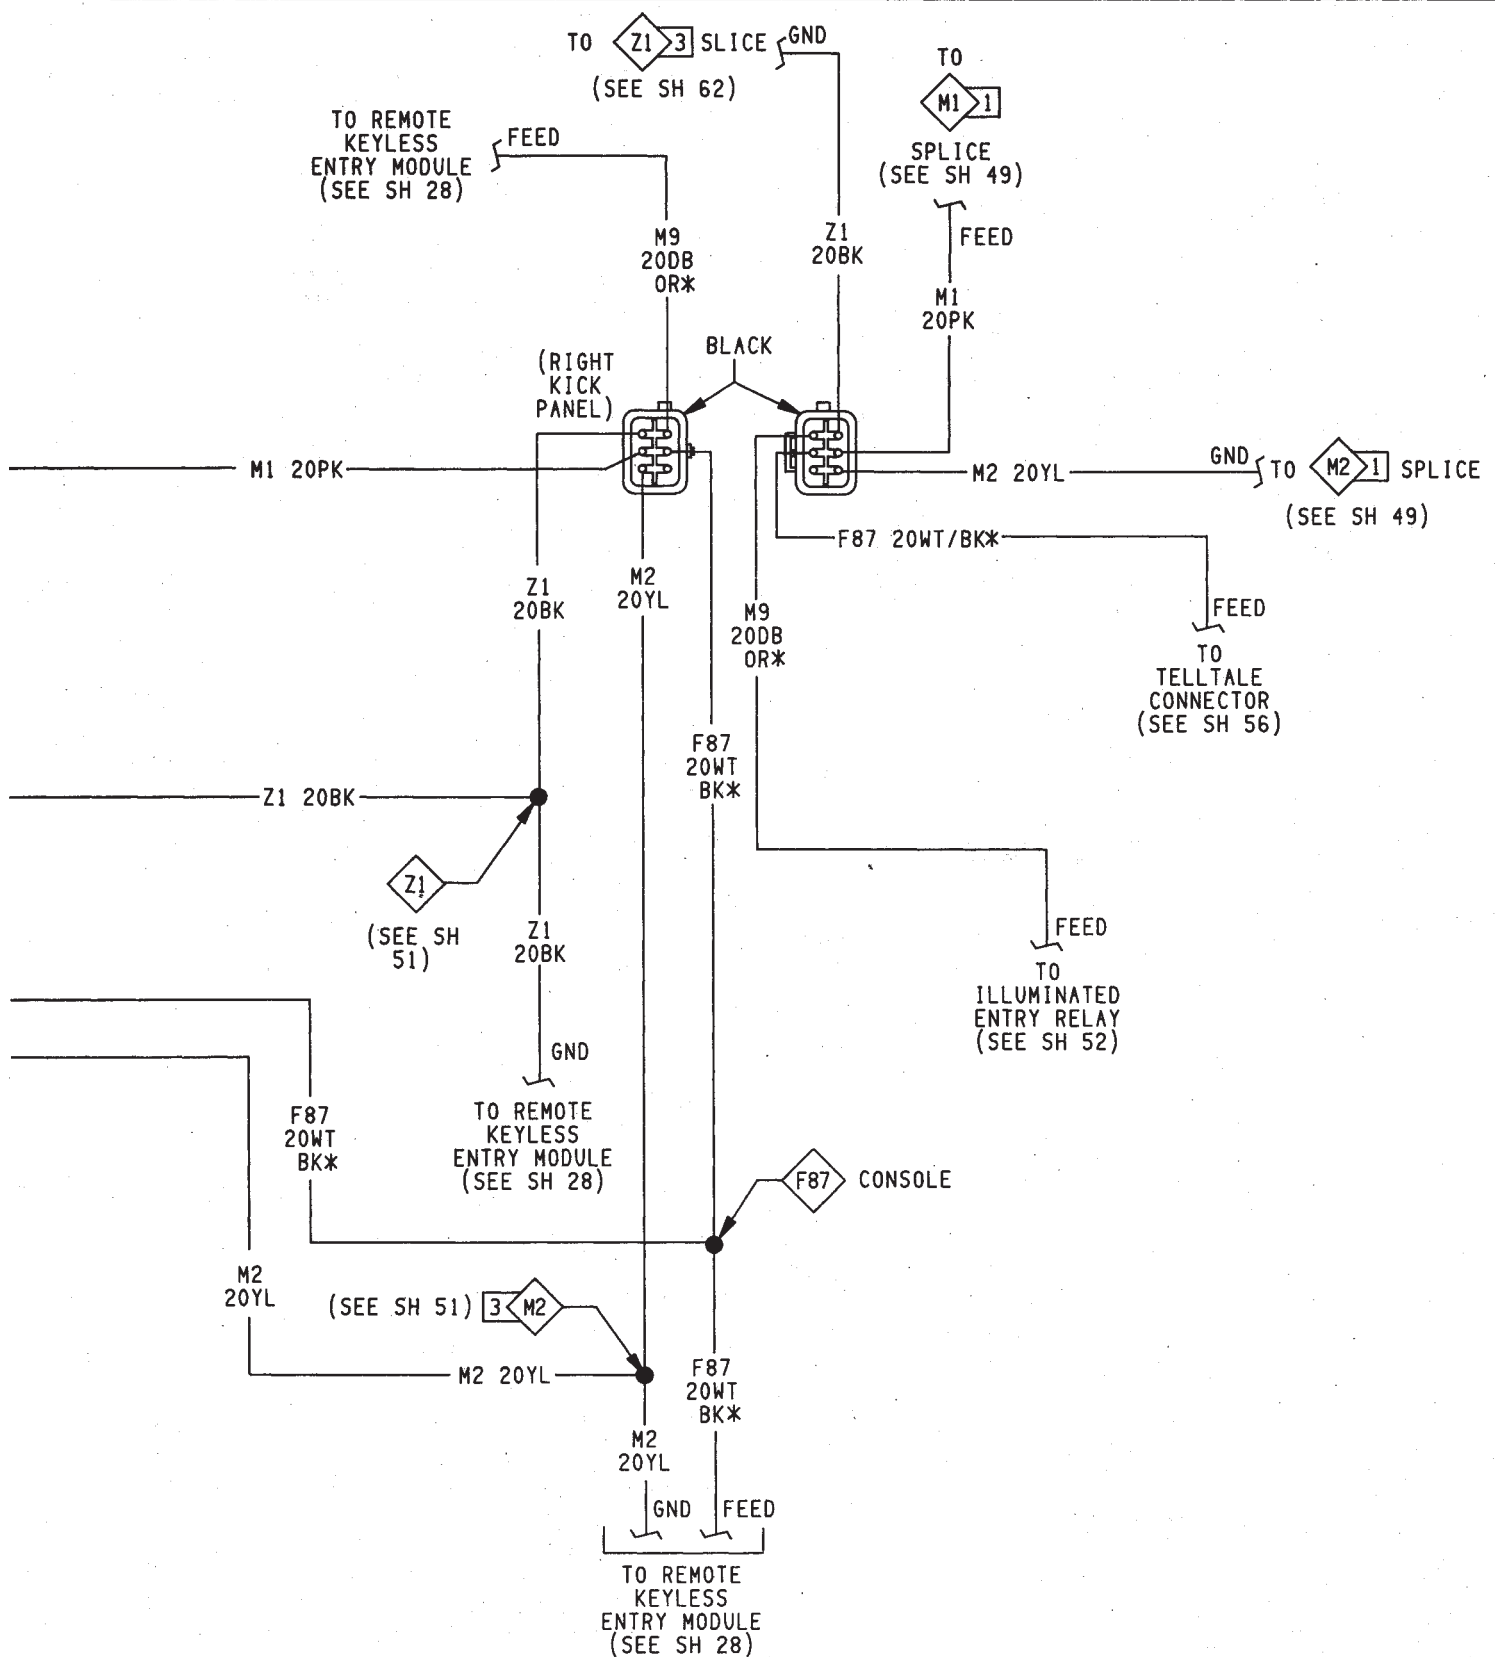 TO Z1 3 SLICE GND
(SEE SH 62)
TO
M1 1
SPLICE
(SEE SH 49)
FEED
TO REMOTE
KEYLESS
ENTRY MODULE
(SEE SH 28)
FEED
M9
20DB
OR*
Z1
20BK
M1
20PK
BLACK
(RIGHT
KICK
PANEL)
M1 20PK
M2 20YL
GND TO M2 1 SPLICE
(SEE SH 49)
F87 20WT/BK*
Z1
20BK
M2
20YL
M9
20DB
OR*
FEED
TO
TELLTALE
CONNECTOR
(SEE SH 56)
F87
20WT
BK*
Z1 20BK
Z1
(SEE SH
51)
Z1
20BK
FEED
TO
ILLUMINATED
ENTRY RELAY
(SEE SH 52)
GND
TO REMOTE
KEYLESS
ENTRY MODULE
(SEE SH 28)
F87
20WT
BK*
F87 CONSOLE
M2
20YL
(SEE SH 51) 3 M2
M2 20YL
F87
20WT
BK*
M2
20YL
GND FEED
TO REMOTE
KEYLESS
ENTRY MODULE
(SEE SH 28)